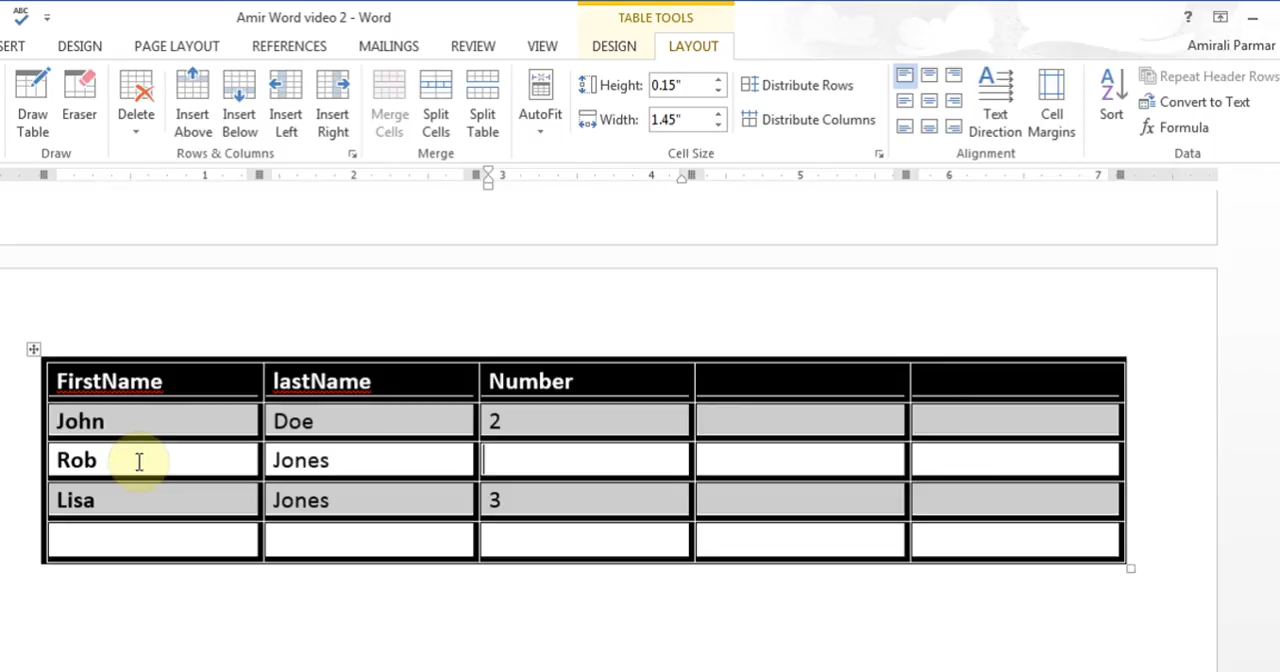 ABC
Amir Word video 2 - Word
TABLE TOOLS
?
SERT DESIGN PAGE LAYOUT REFERENCES MAILINGS REVIEW VIEW DESIGN LAYOUT Amirali Parmar
Draw Table
Eraser
Delete
Insert Above
Insert Below
Insert Left
Insert Right
Merge Cells
Split Cells
Split Table
AutoFit
Height: 0.15"
Width: 1.45"
Distribute Rows
Distribute Columns
Text Direction
Cell Margins
A Z
Sort
Repeat Header Rows
Convert to Text
fx Formula
Draw Rows & Columns Merge Cell Size Alignment Data
1 2 3 4 5 6 7
FirstName lastName Number
John Doe 2
Rob Jones
Lisa Jones 3